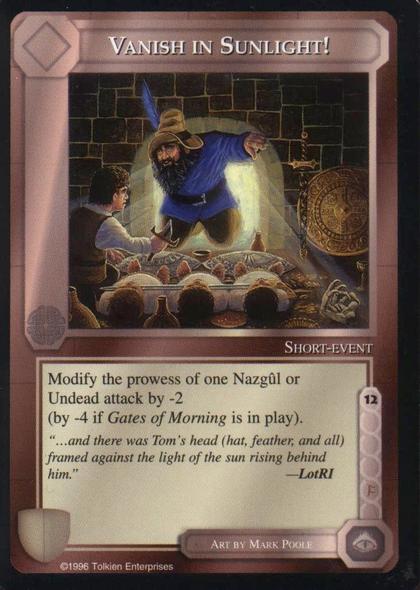 VANISH IN SUNLIGHT!
SHORT-EVENT
Modify the prowess of one Nazgûl or
Undead attack by -2
(by -4 if Gates of Morning is in play).
“...and there was Tom’s head (hat, feather, and all)
framed against the light of the sun rising behind
him.” —LotRI
12
F
ART BY MARK POOLE
©1996 Tolkien Enterprises